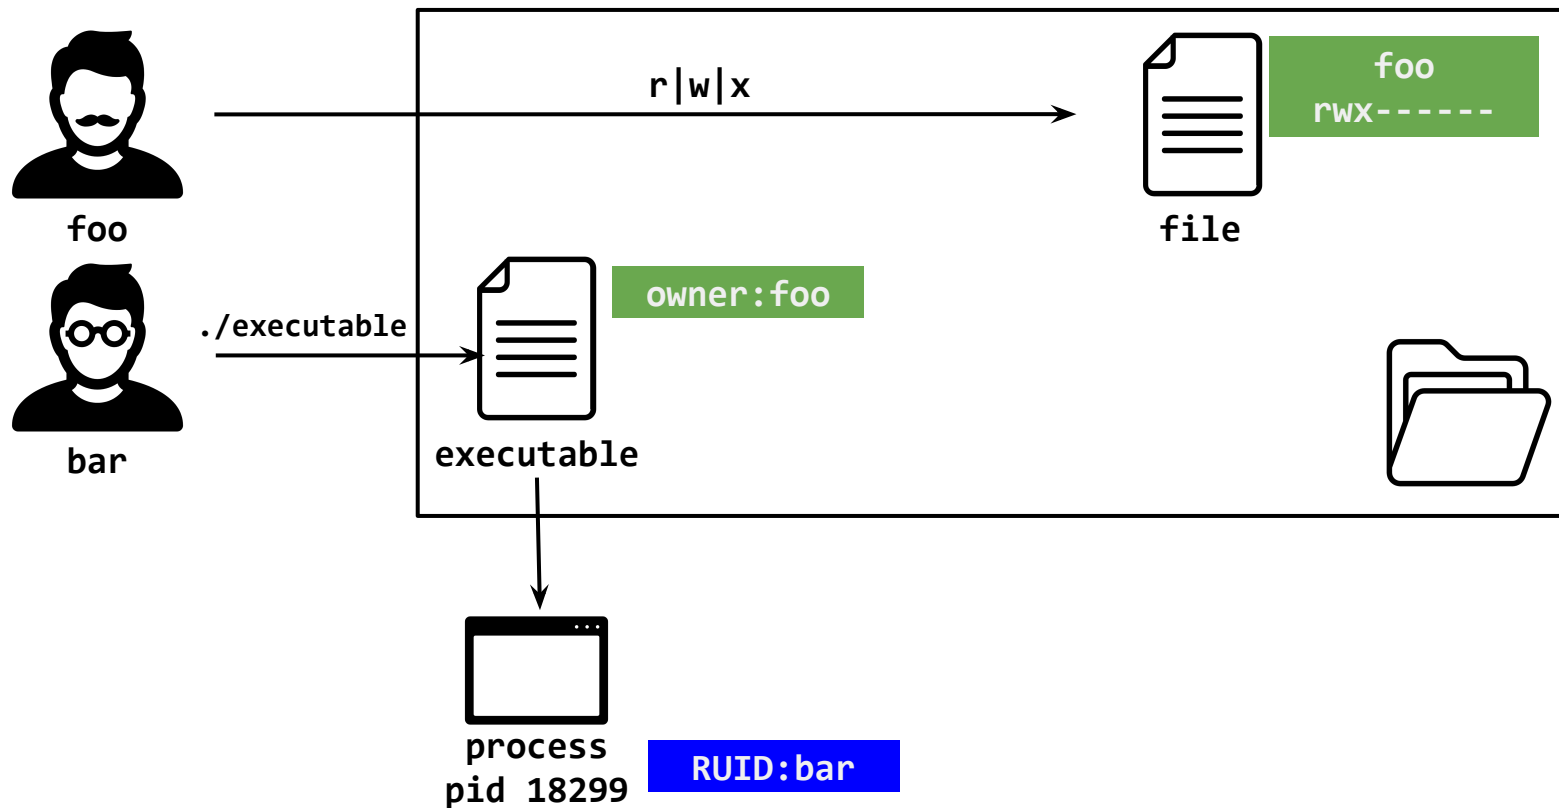 r|w|x
foo
rwx------
foo
file
owner:foo
./executable
bar
executable
process
pid 18299
RUID:bar